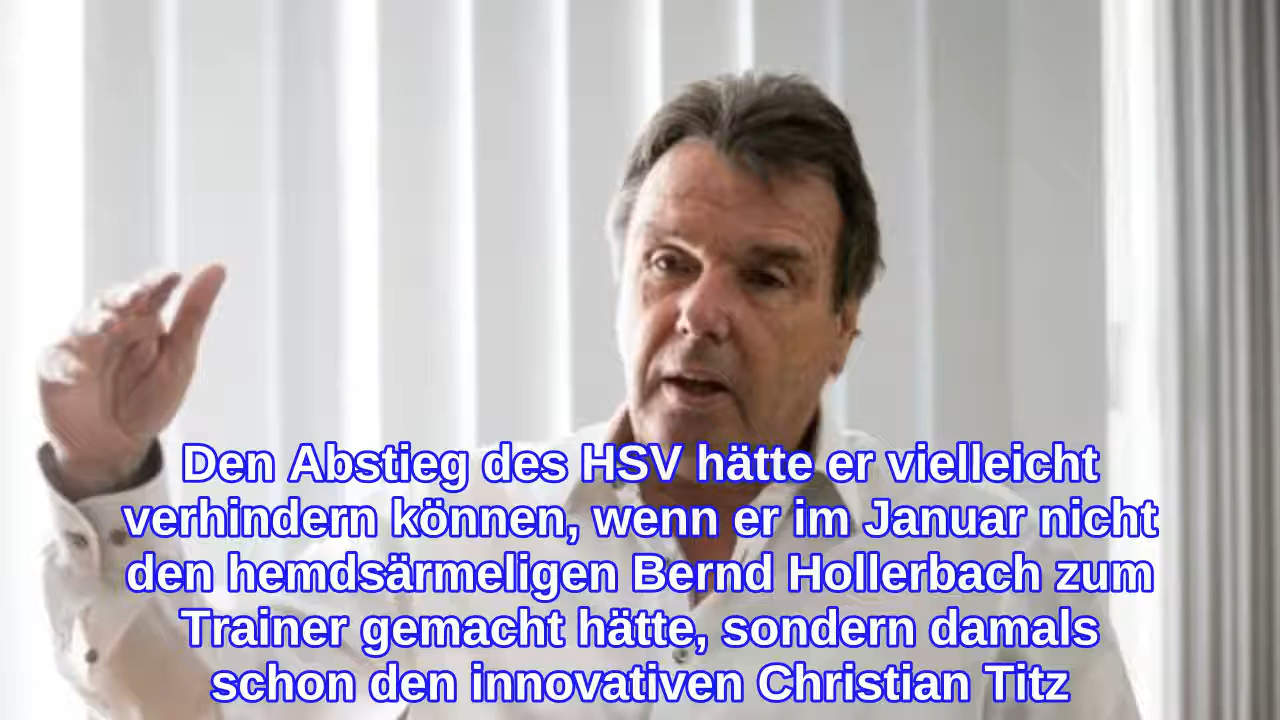 Den Abstieg des HSV hätte er vielleicht
verhindern können, wenn er im Januar nicht
den hemdsärmeligen Bernd Hollerbach zum
Trainer gemacht hätte, sondern damals
schon den innovativen Christian Titz